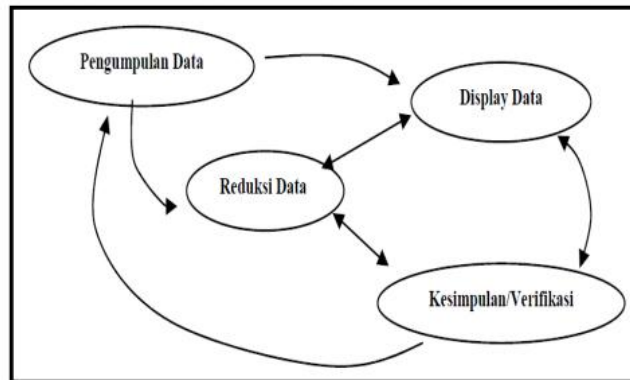 Pengumpulan Data
Display Data
Reduksi Data
Kesimpulan/Verifikasi